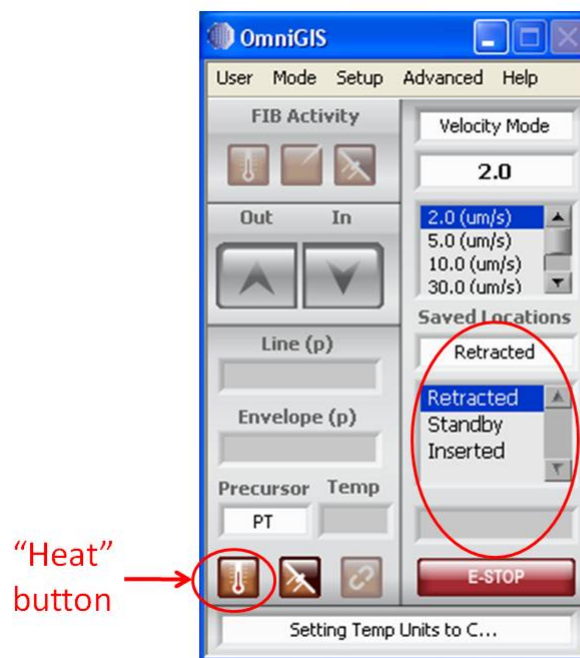 OmniGIS
User Mode Setup Advanced Help
FIB Activity
Out In
Line (p)
Envelope (p)
Precursor Temp
PT
Velocity Mode
2.0
2.0 (um/s)
5.0 (um/s)
10.0 (um/s)
30.0 (um/s)
Saved Locations
Retracted
Retracted
Standby
Inserted
E-STOP
Setting Temp Units to C...
“Heat”
button